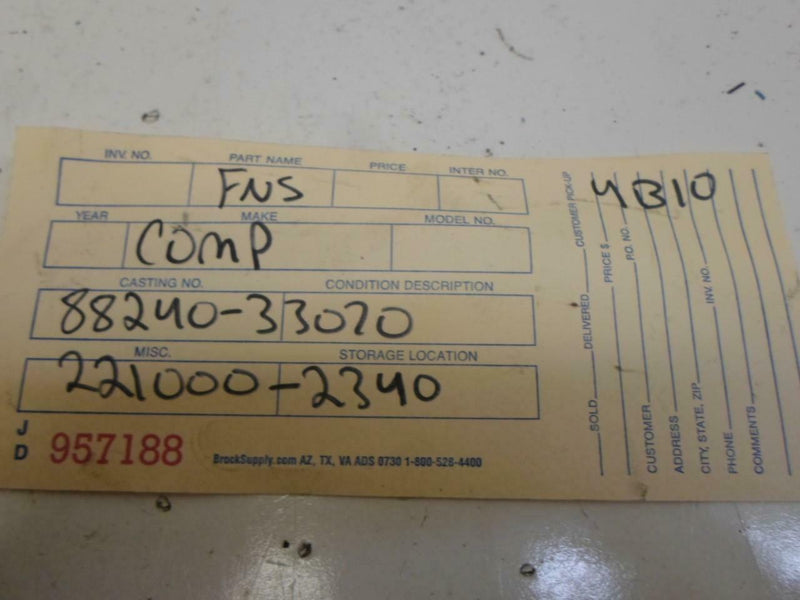 INV. NO. PART NAME PRICE INTER NO.
FNS
YEAR MAKE MODEL NO.
COMP
CASTING NO. CONDITION DESCRIPTION
88240-33070
MISC. STORAGE LOCATION
221000-2340
J D 957188 BrockSupply.com AZ, TX, VA ADS 0730 1-800-528-4400
4B10
SOLD DELIVERED CUSTOMER PICK-UP
PRICE $
P.O. NO.
CUSTOMER
ADDRESS
CITY, STATE, ZIP INV. NO.
PHONE
COMMENTS